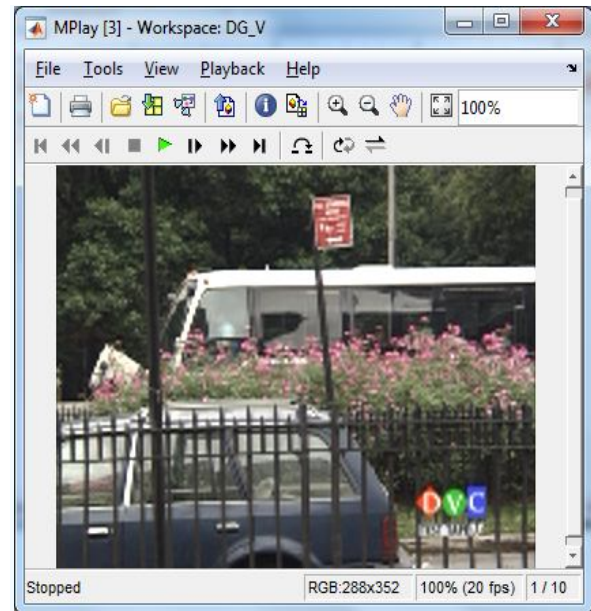 MPlay [3] - Workspace: DG_V
File Tools View Playback Help
100%
DVC
Stopped RGB:288x352 100% (20 fps) 1 / 10